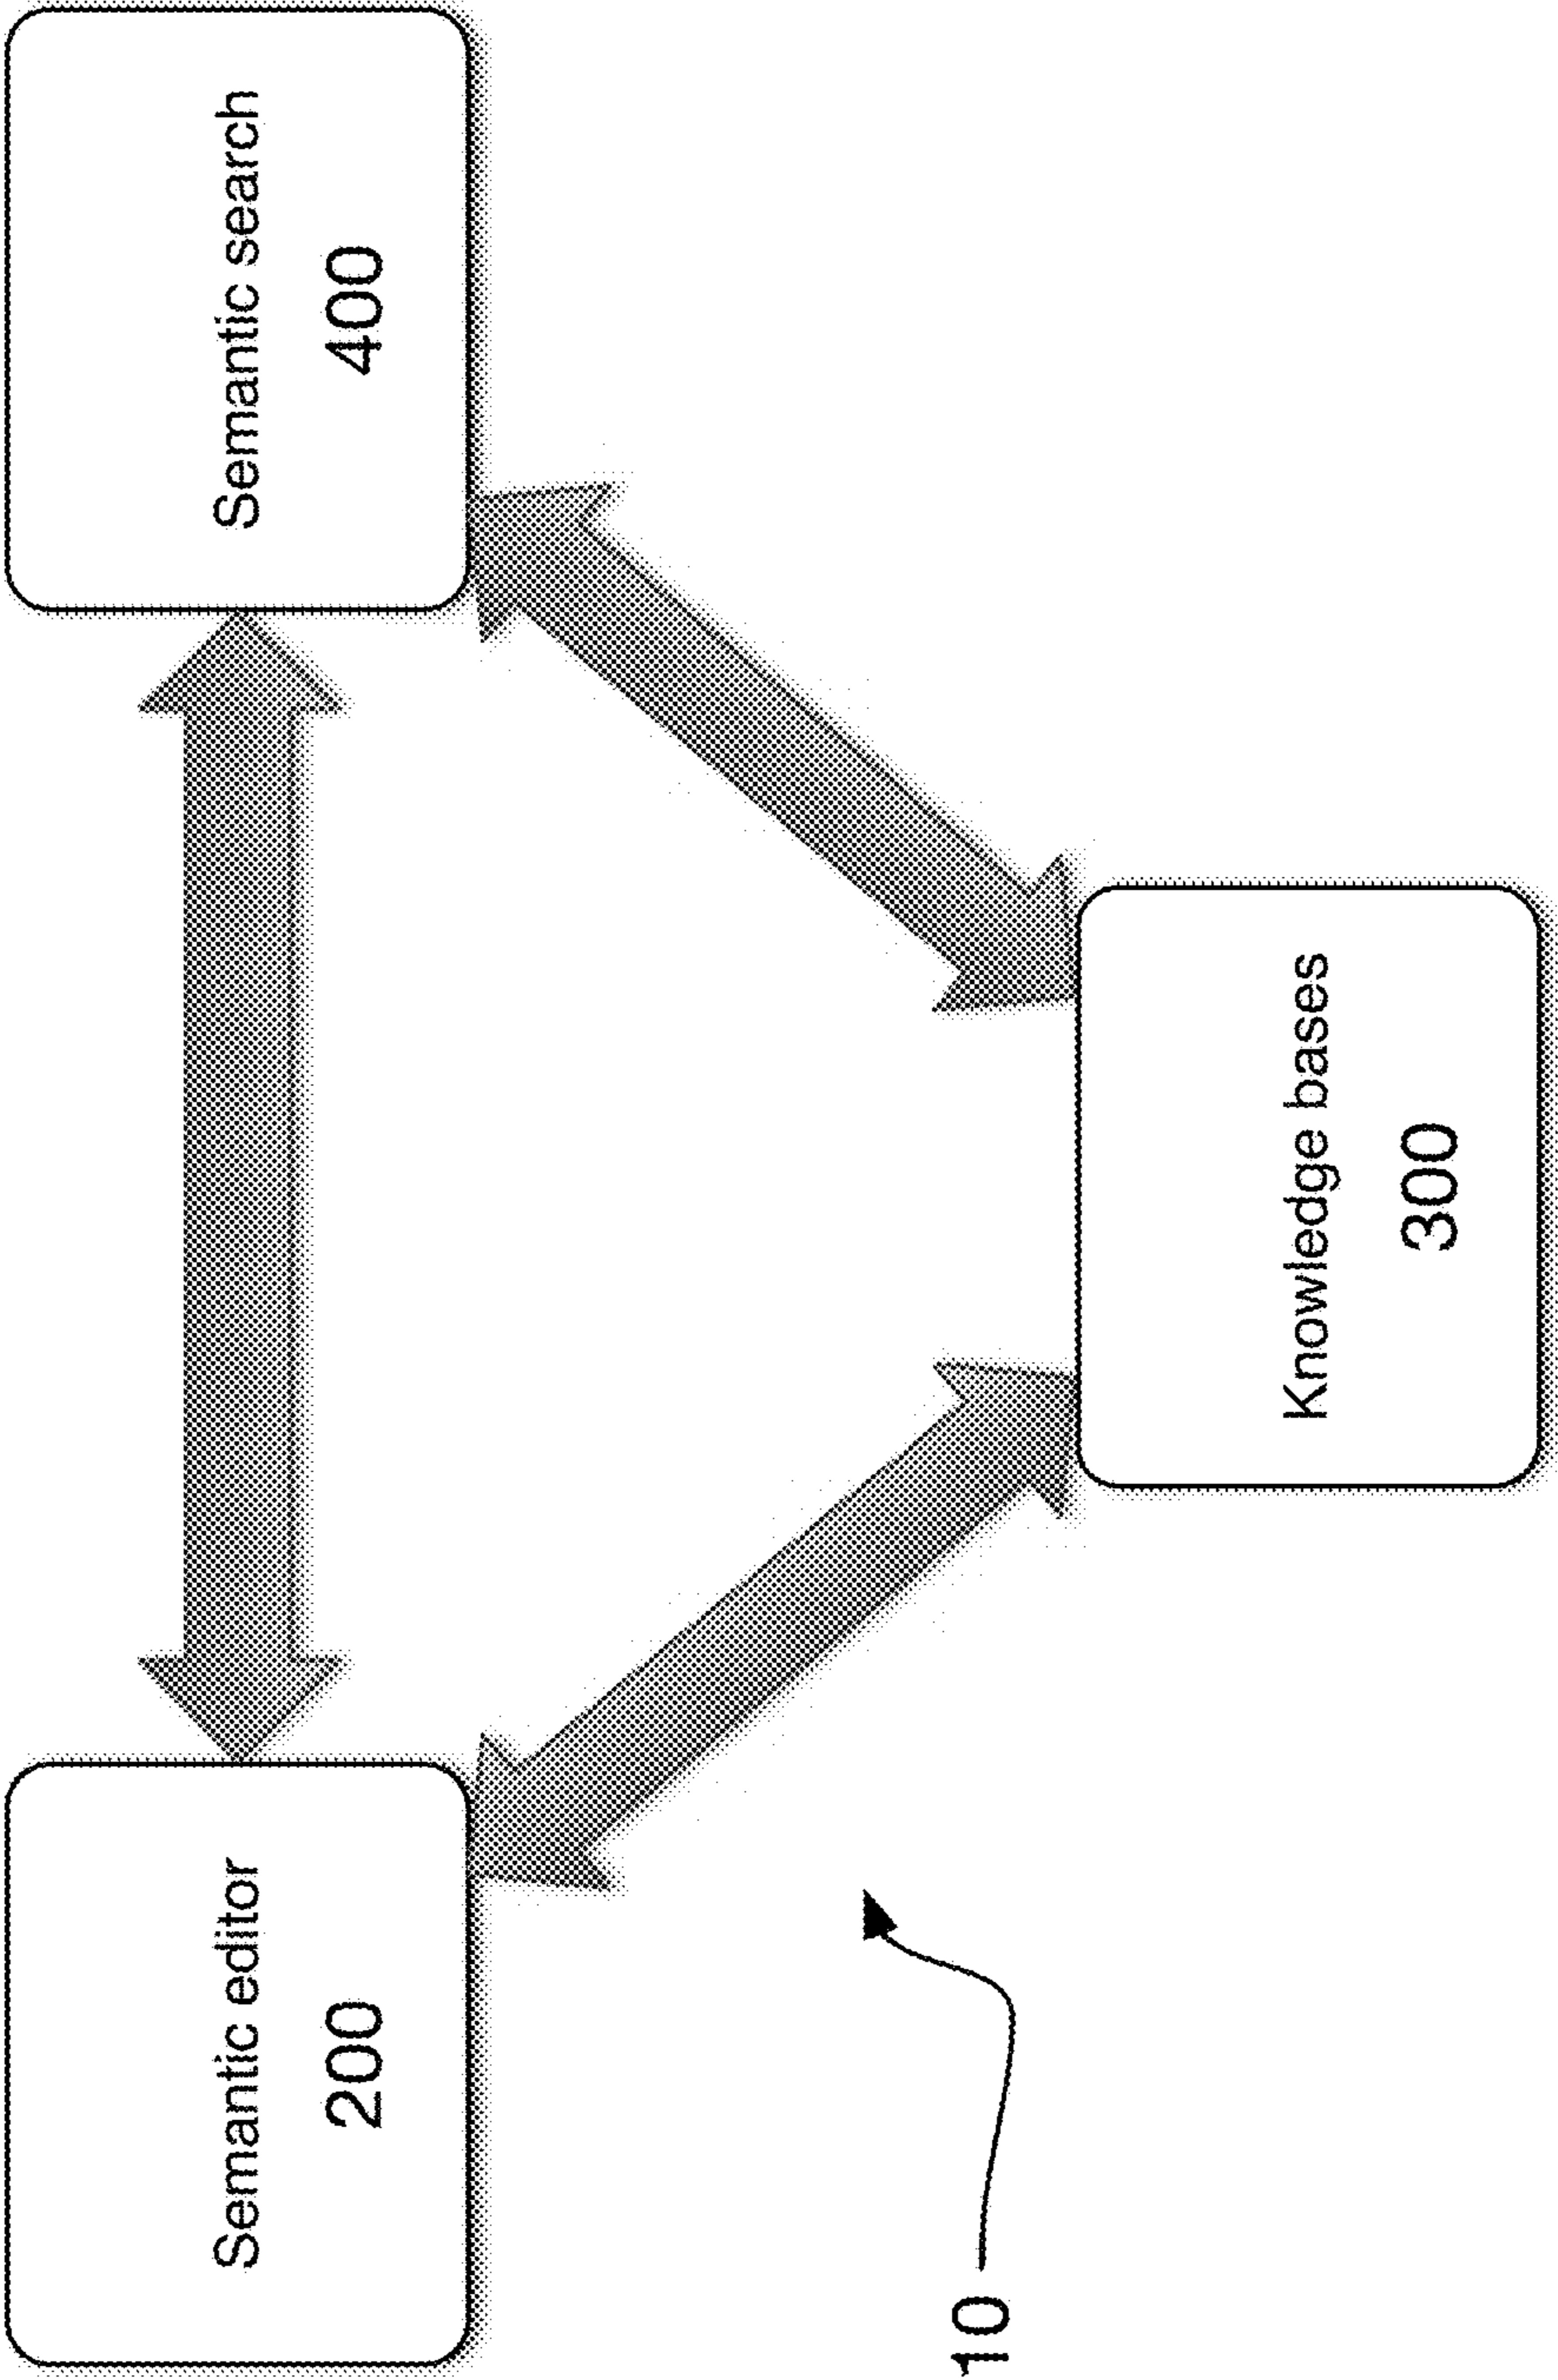 Semantic editor
200
Semantic search
400
Knowledge bases
300
10